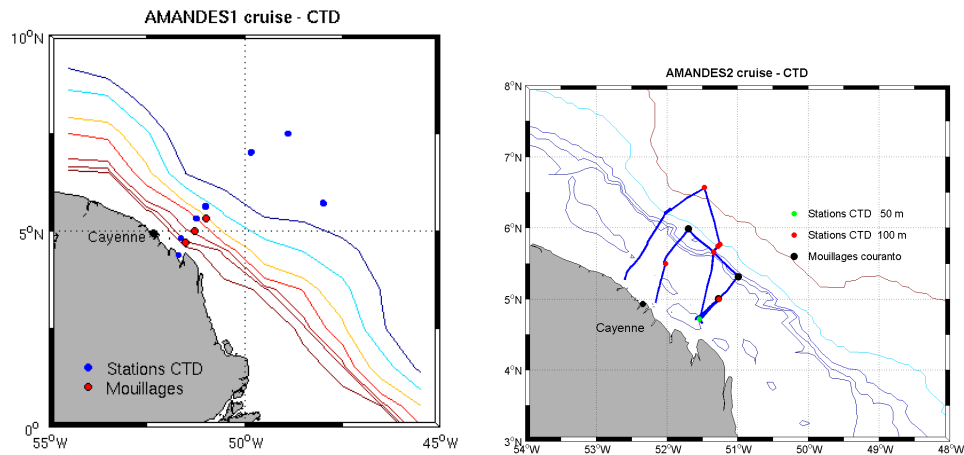 AMANDES1 cruise - CTD
10°N
5°N
0°
Cayenne
Stations CTD
Mouillages
55°W 50°W 45°W
AMANDES2 cruise - CTD
8°N
7°N
6°N
5°N
4°N
3°N
Stations CTD 50 m
Stations CTD 100 m
Mouillages couranto
Cayenne
54°W 53°W 52°W 51°W 50°W 49°W 48°W